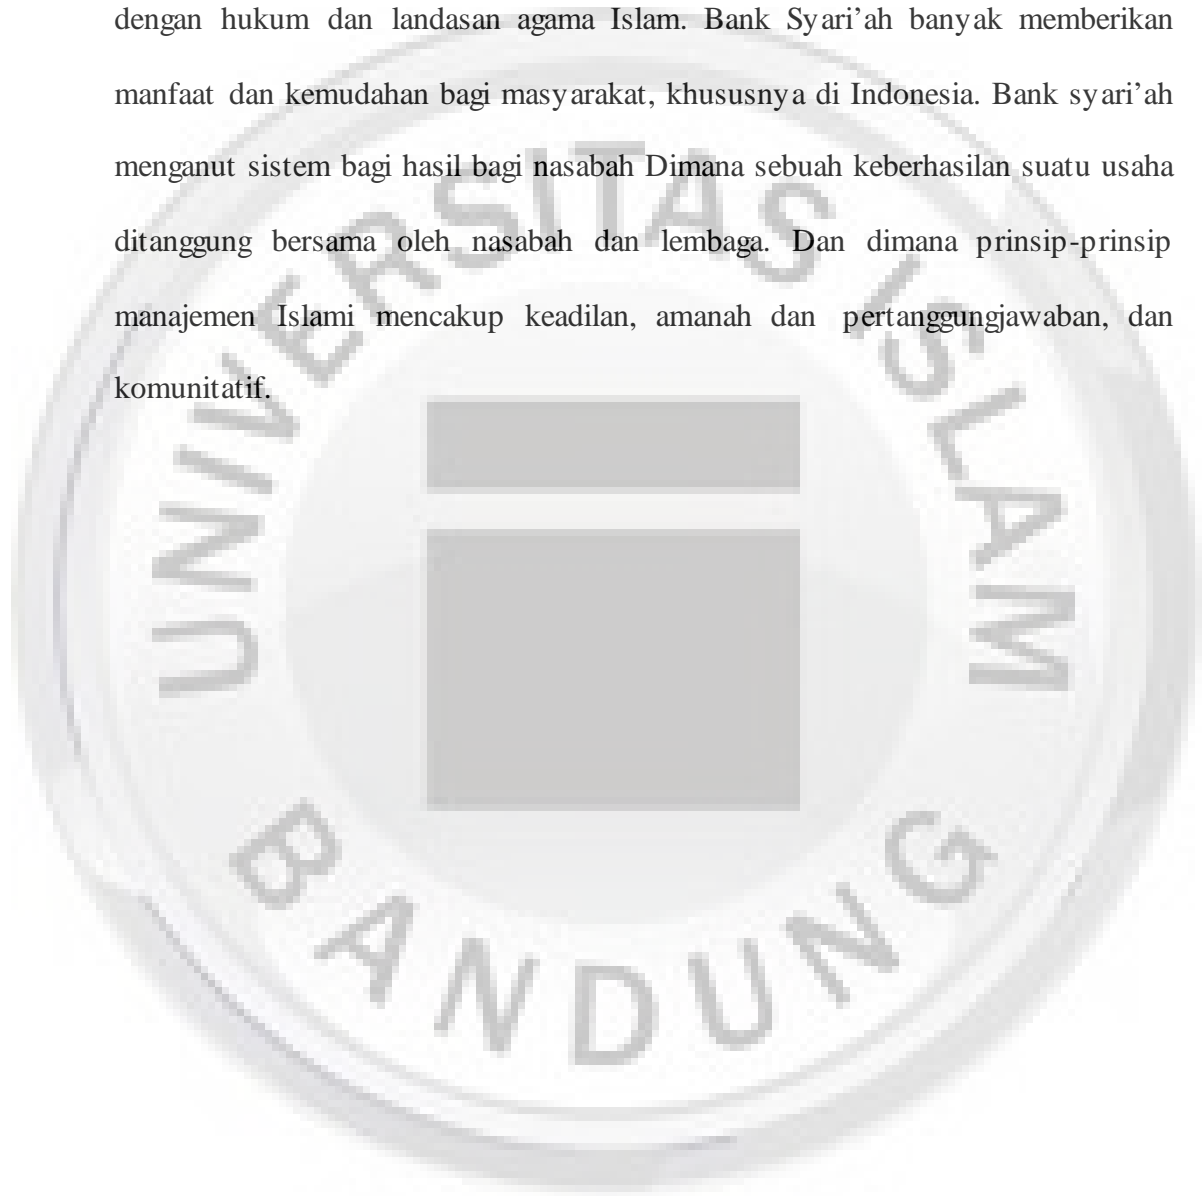 dengan hukum dan landasan agama Islam. Bank Syari’ah banyak memberikan
manfaat dan kemudahan bagi masyarakat, khususnya di Indonesia. Bank syari’ah
menganut sistem bagi hasil bagi nasabah Dimana sebuah keberhasilan suatu usaha
ditanggung bersama oleh nasabah dan lembaga. Dan dimana prinsip-prinsip
manajemen Islami mencakup keadilan, amanah dan pertanggungjawaban, dan
komunitatif.
UNIVERSITAS ISLAM
BANDUNG